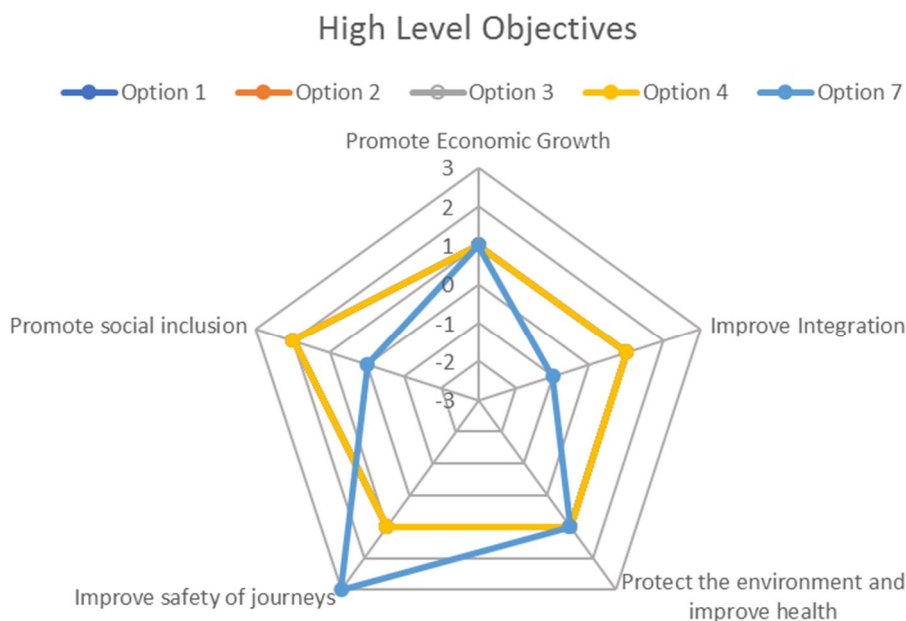 High Level Objectives
Option 1 Option 2 Option 3 Option 4 Option 7
Promote Economic Growth
3
2
1
0
-1
-2
-3
Promote social inclusion
Improve Integration
Improve safety of journeys
Protect the environment and
improve health